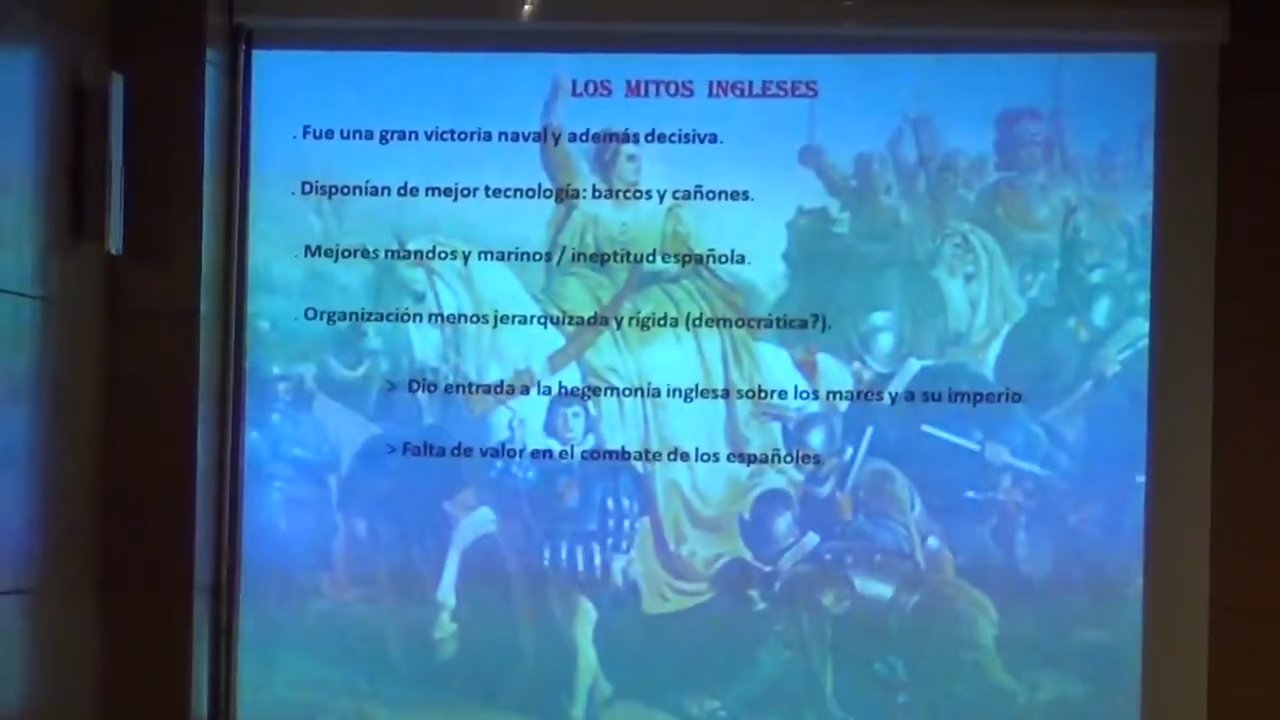 LOS MITOS INGLESES
. Fue una gran victoria naval y además decisiva.
. Disponían de mejor tecnología: barcos y cañones.
. Mejores mandos y marinos / ineptitud española.
. Organización menos jerarquizada y rígida (democrática?).
> Dio entrada a la hegemonía inglesa sobre los mares y a su imperio
> Falta de valor en el combate de los españoles.